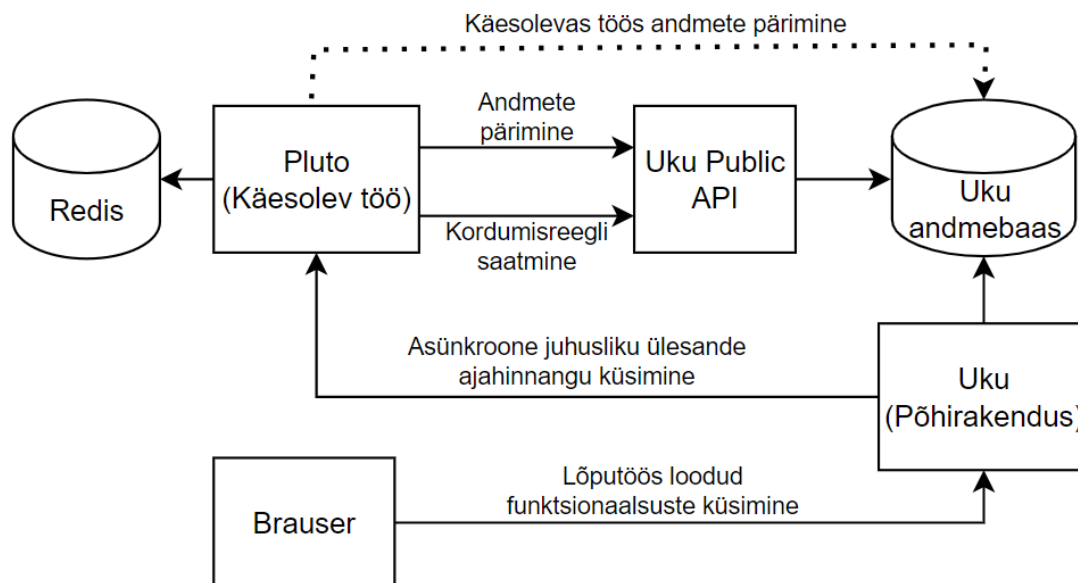 Käesolevas töös andmete pärimine
Redis
Pluto
(Käesolev töö)
Andmete
pärimine
Kordumisreegli
saatmine
Uku Public
API
Uku
andmebaas
Asünkroone juhusliku ülesande
ajahinnangu küsimine
Uku
(Põhirakendus)
Brauser
Lõputöös loodud
funktsionaalsuste küsimine